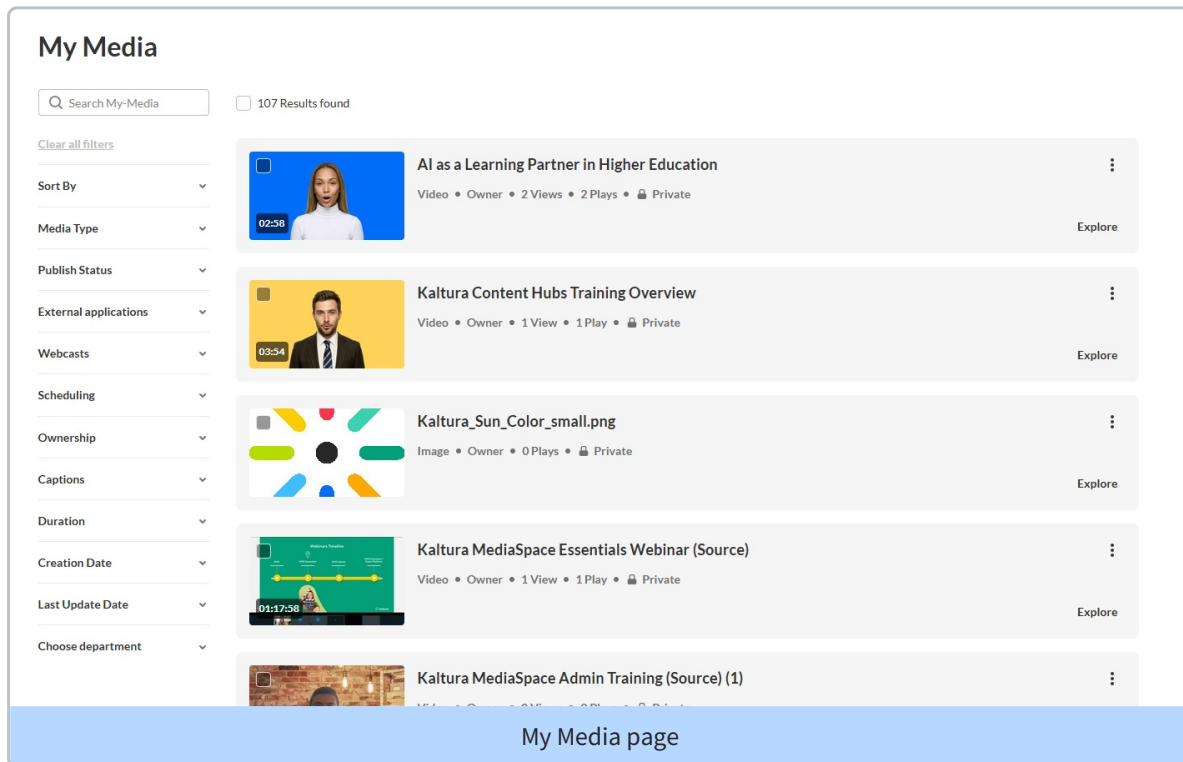 My Media
Search My-Media
107 Results found
Clear all filters
Sort By
Media Type
Publish Status
External applications
Webcasts
Scheduling
Ownership
Captions
Duration
Creation Date
Last Update Date
Choose department
02:58
AI as a Learning Partner in Higher Education
Video • Owner • 2 Views • 2 Plays • Private
Explore
03:54
Kaltura Content Hubs Training Overview
Video • Owner • 1 View • 1 Play • Private
Explore
Kaltura_Sun_Color_small.png
Image • Owner • 0 Plays • Private
Explore
Webinars Timeline
01:17:58
Kaltura MediaSpace Essentials Webinar (Source)
Video • Owner • 1 View • 1 Play • Private
Explore
Kaltura MediaSpace Admin Training (Source) (1)
My Media page